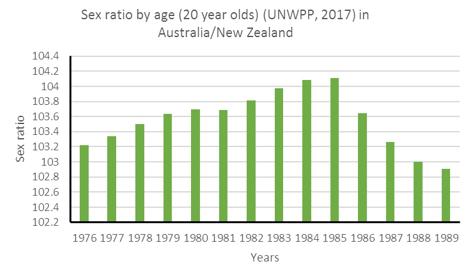 Sex ratio by age (20 year olds) (UNWPP, 2017) in
Australia/New Zealand
104.4
104.2
104
103.8
103.6
103.4
103.2
103
102.8
102.6
102.4
102.2
Sex ratio
1976 1977 1978 1979 1980 1981 1982 1983 1984 1985 1986 1987 1988 1989
Years